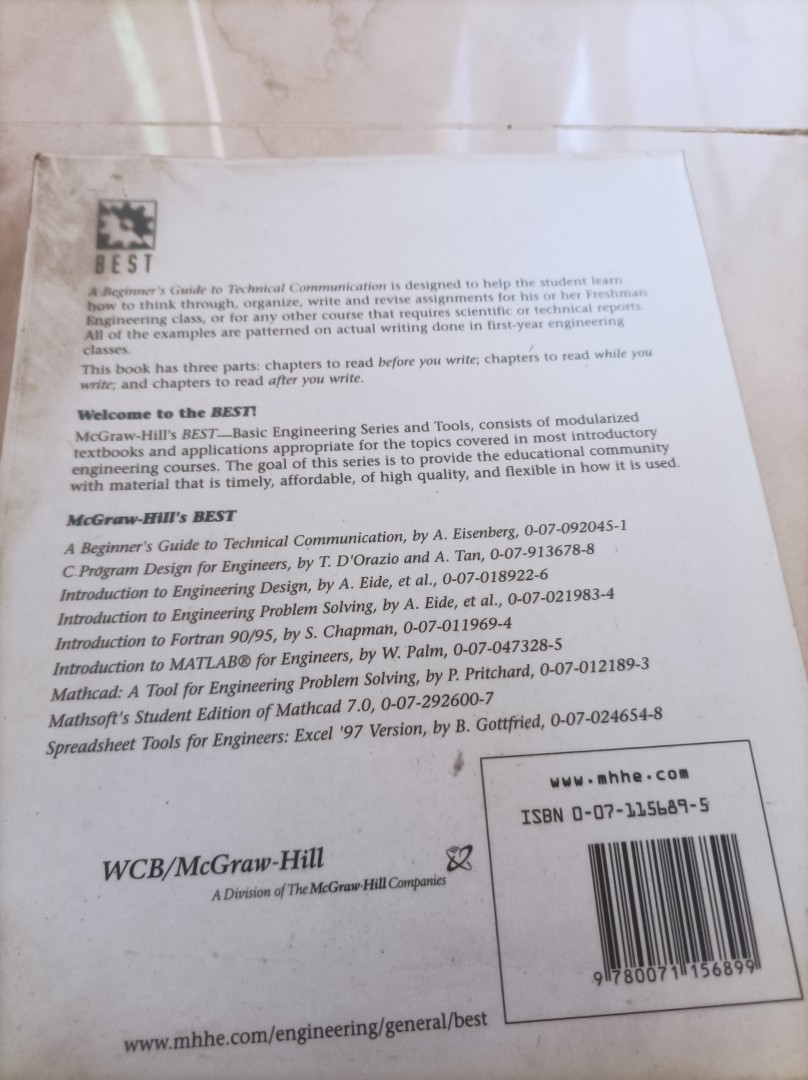 BEST
A Beginner's Guide to Technical Communication is designed to help the student learn
how to think through, organize, write and revise assignments for his or her Freshman
Engineering class, or for any other course that requires scientific or technical reports.
All of the examples are patterned on actual writing done in first-year engineering
classes.
This book has three parts: chapters to read before you write; chapters to read while you
write; and chapters to read after you write.
Welcome to the BEST!
McGraw-Hill's BEST—Basic Engineering Series and Tools, consists of modularized
textbooks and applications appropriate for the topics covered in most introductory
engineering courses. The goal of this series is to provide the educational community
with material that is timely, affordable, of high quality, and flexible in how it is used.
McGraw-Hill's BEST
A Beginner's Guide to Technical Communication, by A. Eisenberg, 0-07-092045-1
C Program Design for Engineers, by T. D'Orazio and A. Tan, 0-07-913678-8
Introduction to Engineering Design, by A. Eide, et al., 0-07-018922-6
Introduction to Engineering Problem Solving, by A. Eide, et al., 0-07-021983-4
Introduction to Fortran 90/95, by S. Chapman, 0-07-011969-4
Introduction to MATLAB® for Engineers, by W. Palm, 0-07-047328-5
Mathcad: A Tool for Engineering Problem Solving, by P. Pritchard, 0-07-012189-3
Mathsoft's Student Edition of Mathcad 7.0, 0-07-292600-7
Spreadsheet Tools for Engineers: Excel '97 Version, by B. Gottfried, 0-07-024654-8
www.mhhe.com
ISBN 0-07-115689-5
WCB/McGraw-Hill
A Division of The McGraw-Hill Companies
9 780071 156899
www.mhhe.com/engineering/general/best